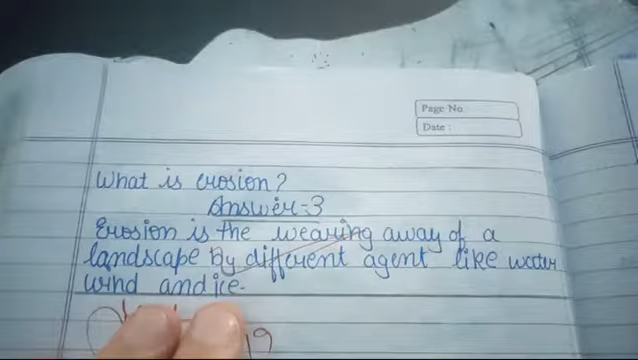 Page No.
Date :
What is erosion?
Answer-3
Erosion is the wearing away of a
landscape by different agent like water
wind and ice.